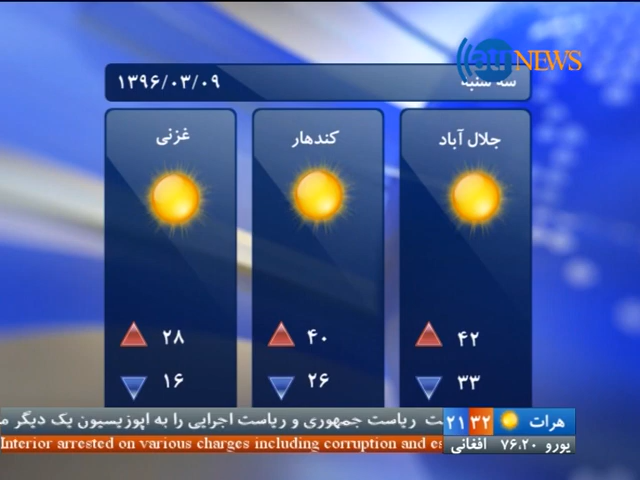 atn NEWS
سه شنبه ۱۳۹۶/۰۳/۰۹
جلال آباد
۴۲
۳۳
کندهار
۴۰
۲۶
غزنی
۲۸
۱۶
هرات ۳۲ ۲۱
ریاست جمهوری و ریاست اجرایی را به اپوزیسیون یک دیگر
یورو ۷۶.۲۰ افغانی
Interior arrested on various charges including corruption and